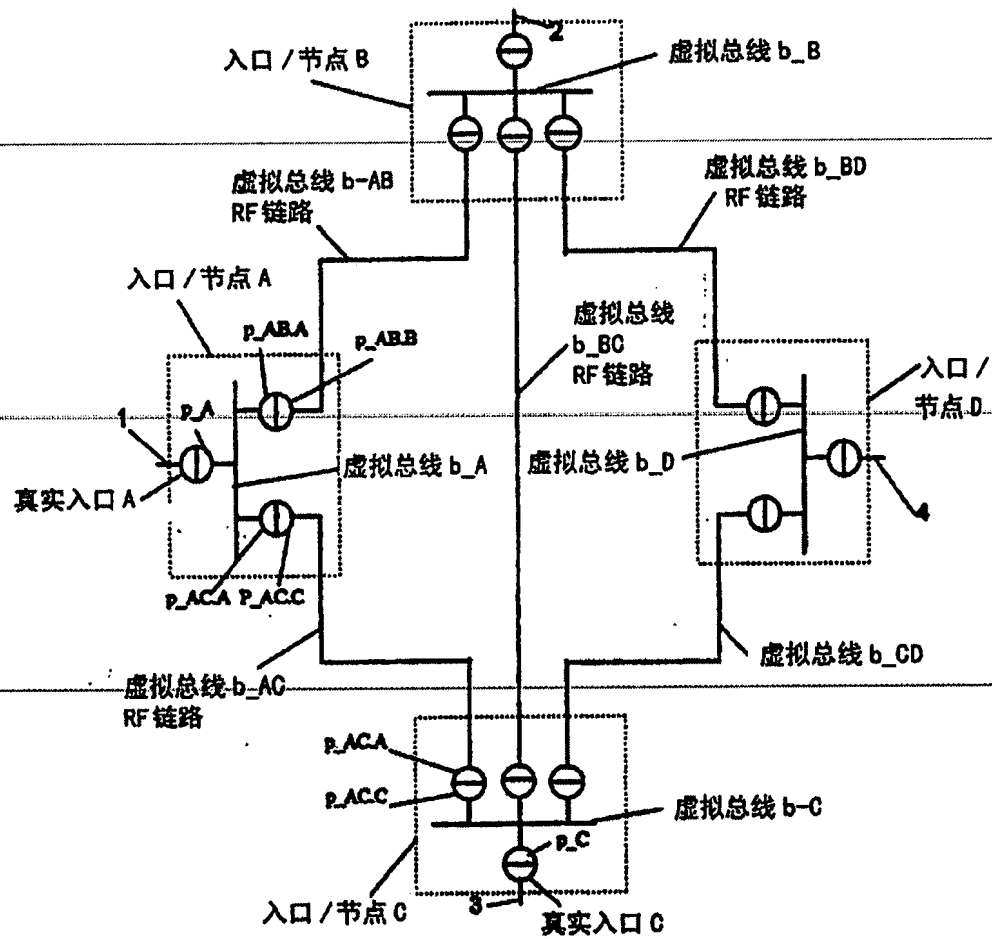 2
入口/节点 B
虚拟总线 b_B
虚拟总线 b-AB
RF 链路
虚拟总线 b_BD
RF 链路
入口/节点 A
p_AB.A
p_AB.B
虚拟总线
b_BC
RF 链路
入口/
节点 D
1
p_A
真实入口 A
虚拟总线 b_A
虚拟总线 b_D
4
p_AC.A
P_AC.C
虚拟总线 b_AC
RF 链路
虚拟总线 b_CD
p_AC.A
p_AC.C
虚拟总线 b-C
p_C
入口/节点 C
3
真实入口 C